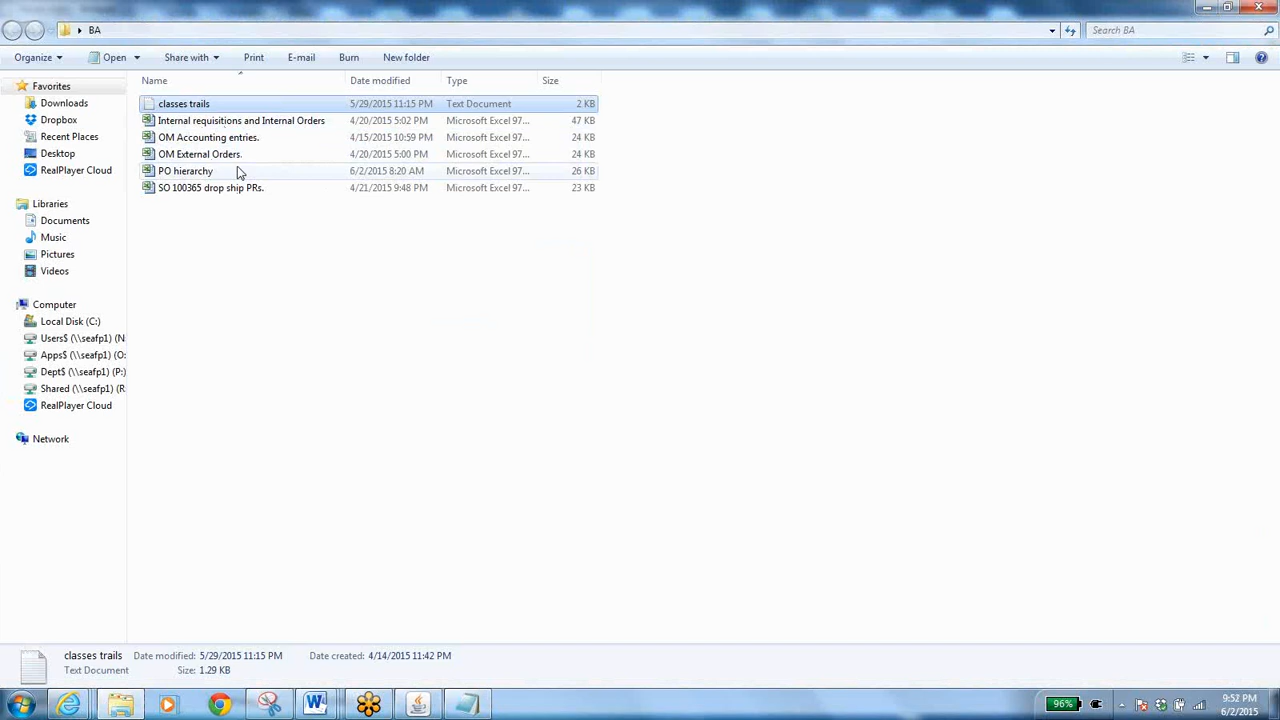 BA
Search BA
Organize
Open
Share with
Print
E-mail
Burn
New folder
Name
Date modified
Type
Size
Favorites
Downloads
Dropbox
Recent Places
Desktop
RealPlayer Cloud
Libraries
Documents
Music
Pictures
Videos
Computer
Local Disk (C:)
Users$ (\\seafp1) (N
Apps$ (\\seafp1) (O:
Dept$ (\\seafp1) (P:)
Shared (\\seafp1) (R
RealPlayer Cloud
Network
classes trails 5/29/2015 11:15 PM Text Document 2 KB
Internal requisitions and Internal Orders 4/20/2015 5:02 PM Microsoft Excel 97... 47 KB
OM Accounting entries. 4/15/2015 10:59 PM Microsoft Excel 97... 24 KB
OM External Orders. 4/20/2015 5:00 PM Microsoft Excel 97... 24 KB
PO hierarchy 6/2/2015 8:20 AM Microsoft Excel 97... 26 KB
SO 100365 drop ship PRs. 4/21/2015 9:48 PM Microsoft Excel 97... 23 KB
classes trails Date modified: 5/29/2015 11:15 PM Date created: 4/14/2015 11:42 PM
Text Document Size: 1.29 KB
96%
9:52 PM
6/2/2015